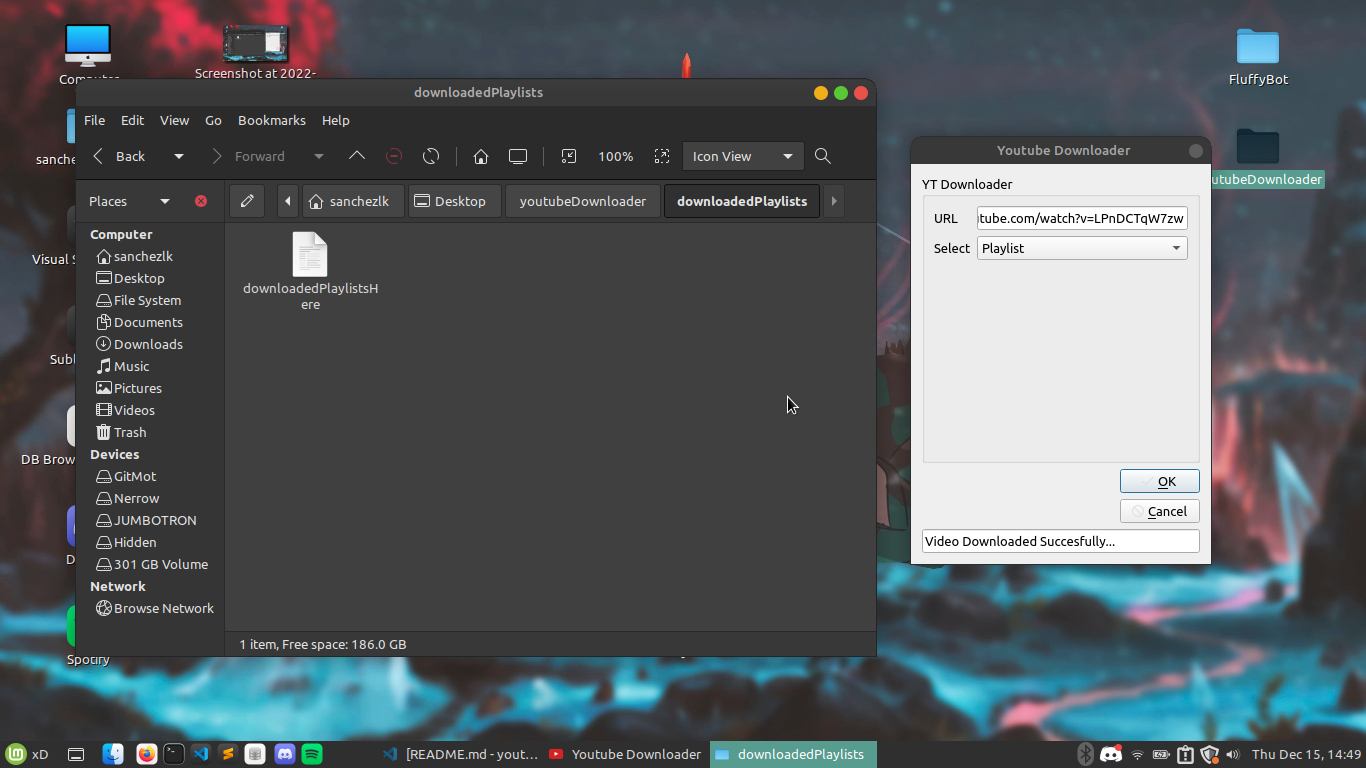 Computer
Screenshot at 2022-
FluffyBot
downloadedPlaylists
File Edit View Go Bookmarks Help
Back Forward 100% Icon View
Places sanchezlk Desktop youtubeDownloader downloadedPlaylists
Computer
sanchezlk
Desktop
File System
Documents
Downloads
Music
Pictures
Videos
Trash
Devices
GitMot
Nerrow
JUMBOTRON
Hidden
301 GB Volume
Network
Browse Network
downloadedPlaylistsH
ere
1 item, Free space: 186.0 GB
sanche
Visual S
Subl
DB Brow
D
Spotify
Youtube Downloader
utubeDownloader
YT Downloader
URL tube.com/watch?v=LPnDCTqW7zw
Select Playlist
OK
Cancel
Video Downloaded Succesfully...
xD [README.md - yout... Youtube Downloader downloadedPlaylists Thu Dec 15, 14:49